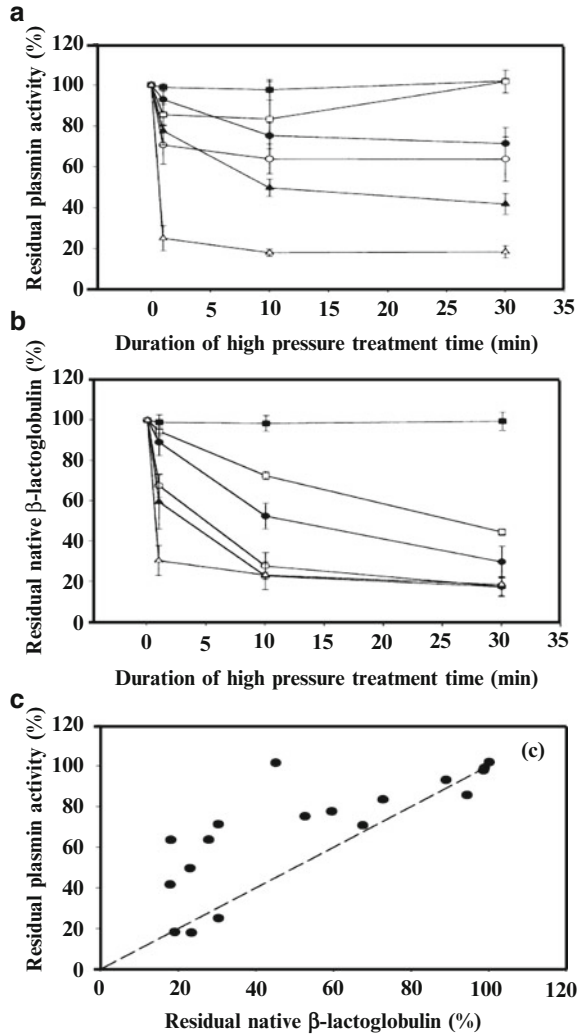 a
Residual plasmin activity (%)
120
100
80
60
40
20
0
0 5 10 15 20 25 30 35
Duration of high pressure treatment time (min)
b
Residual native β-lactoglobulin (%)
120
100
80
60
40
20
0
0 5 10 15 20 25 30 35
Duration of high pressure treatment time (min)
c
Residual plasmin activity (%)
120
100
80
60
40
20
0
(c)
0 20 40 60 80 100 120
Residual native β-lactoglobulin (%)